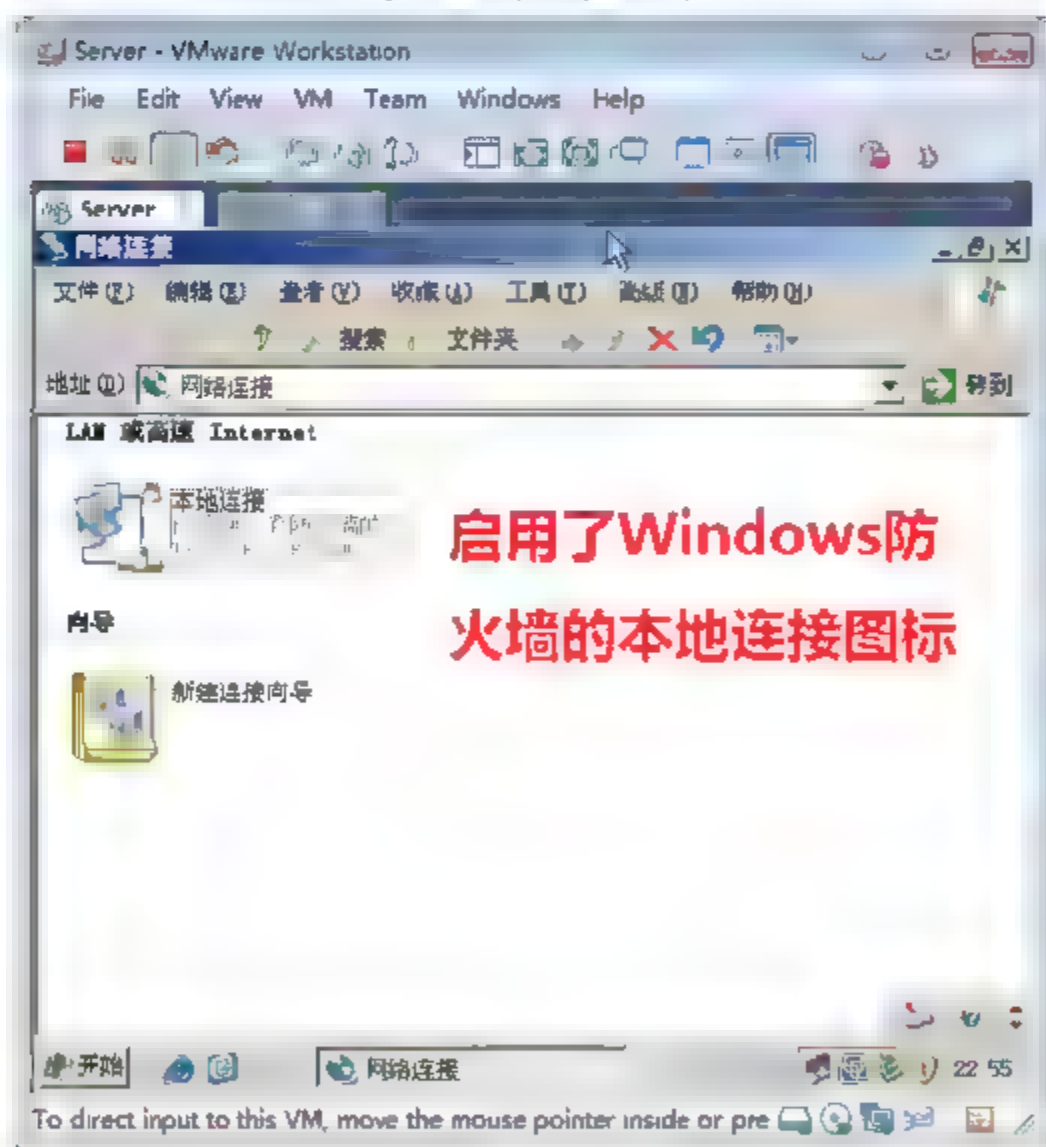 Server - VMware Workstation
File Edit View VM Team Windows Help
Server
网络连接
文件(F) 编辑(E) 查看(V) 收藏(A) 工具(T) 高级(N) 帮助(H)
搜索 文件夹
地址(D) 网络连接 转到
LAN 或高速 Internet
本地连接
启用了Windows防
火墙的本地连接图标
向导
新建连接向导
开始 网络连接 22 55
To direct input to this VM, move the mouse pointer inside or pre